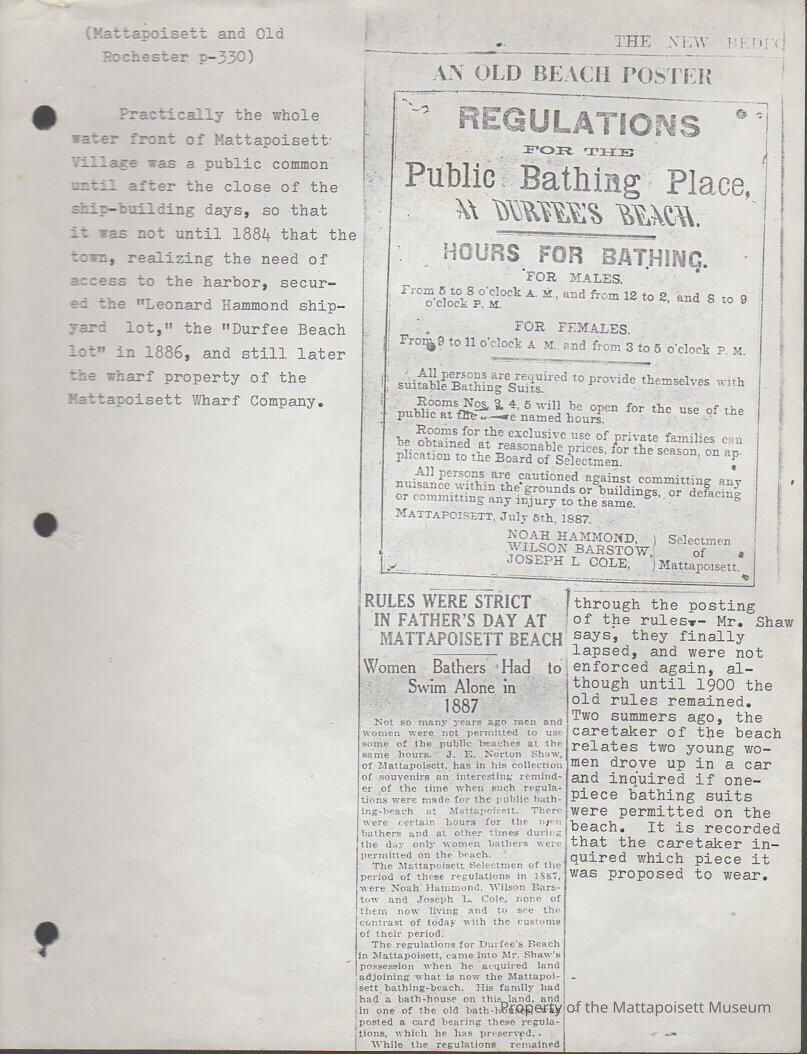 (Mattapoisett and Old
Rochester p-330)
Practically the whole
water front of Mattapoisett
Village was a public common
until after the close of the
ship-building days, so that
it was not until 1884 that the
town, realizing the need of
access to the harbor, secur-
ed the "Leonard Hammond ship-
yard lot," the "Durfee Beach
lot" in 1886, and still later
the wharf property of the
Mattapoisett Wharf Company.
THE NEW BEDFO
AN OLD BEACH POSTER
REGULATIONS
FOR THE
Public Bathing Place,
At DURFEE'S BEACH.
HOURS FOR BATHING.
FOR MALES.
From 5 to 8 o'clock A. M., and from 12 to 2, and 8 to 9
o'clock P. M.
FOR FEMALES.
From 9 to 11 o'clock A M., and from 3 to 5 o'clock P. M.
All persons are required to provide themselves with
suitable Bathing Suits.
Rooms Nos. 3, 4, 5 will be open for the use of the
public at the named hours.
Rooms for the exclusive use of private families can
be obtained at reasonable prices, for the season, on ap-
plication to the Board of Selectmen.
All persons are cautioned against committing any
nuisance within the grounds or buildings, or defacing
or committing any injury to the same.
MATTAPOISETT, July 5th, 1887.
NOAH HAMMOND, ) Selectmen
WILSON BARSTOW, of
JOSEPH L COLE, ) Mattapoisett.
RULES WERE STRICT
IN FATHER'S DAY AT
MATTAPOISETT BEACH
Women Bathers Had to
Swim Alone in
1887
Not so many years ago men and
women were not permitted to use
some of the public beaches at the
same hours. J. E. Norton Shaw,
of Mattapoisett, has in his collection
of souvenirs an interesting remind-
er of the time when such regula-
tions were made for the public bath-
ing-beach at Mattapoisett. There
were certain hours for the men
bathers and at other times during
the day only women bathers were
permitted on the beach.
The Mattapoisett Selectmen of the
period of these regulations in 1887,
were Noah Hammond, Wilson Bars-
tow and Joseph L. Cole, none of
them now living and to see the
contrast of today with the customs
of their period.
The regulations for Durfee's Beach
in Mattapoisett, came into Mr. Shaw's
possession when he acquired land
adjoining what is now the Mattapoi-
sett bathing-beach. His family had
had a bath-house on this land, and
in one of the old bath-houses, was
posted a card bearing these regula-
tions, which he has preserved.
While the regulations remained
through the posting
of the rules.- Mr. Shaw
says, they finally
lapsed, and were not
enforced again, al-
though until 1900 the
old rules remained.
Two summers ago, the
caretaker of the beach
relates two young wo-
men drove up in a car
and inquired if one-
piece bathing suits
were permitted on the
beach. It is recorded
that the caretaker in-
quired which piece it
was proposed to wear.
Property of the Mattapoisett Museum